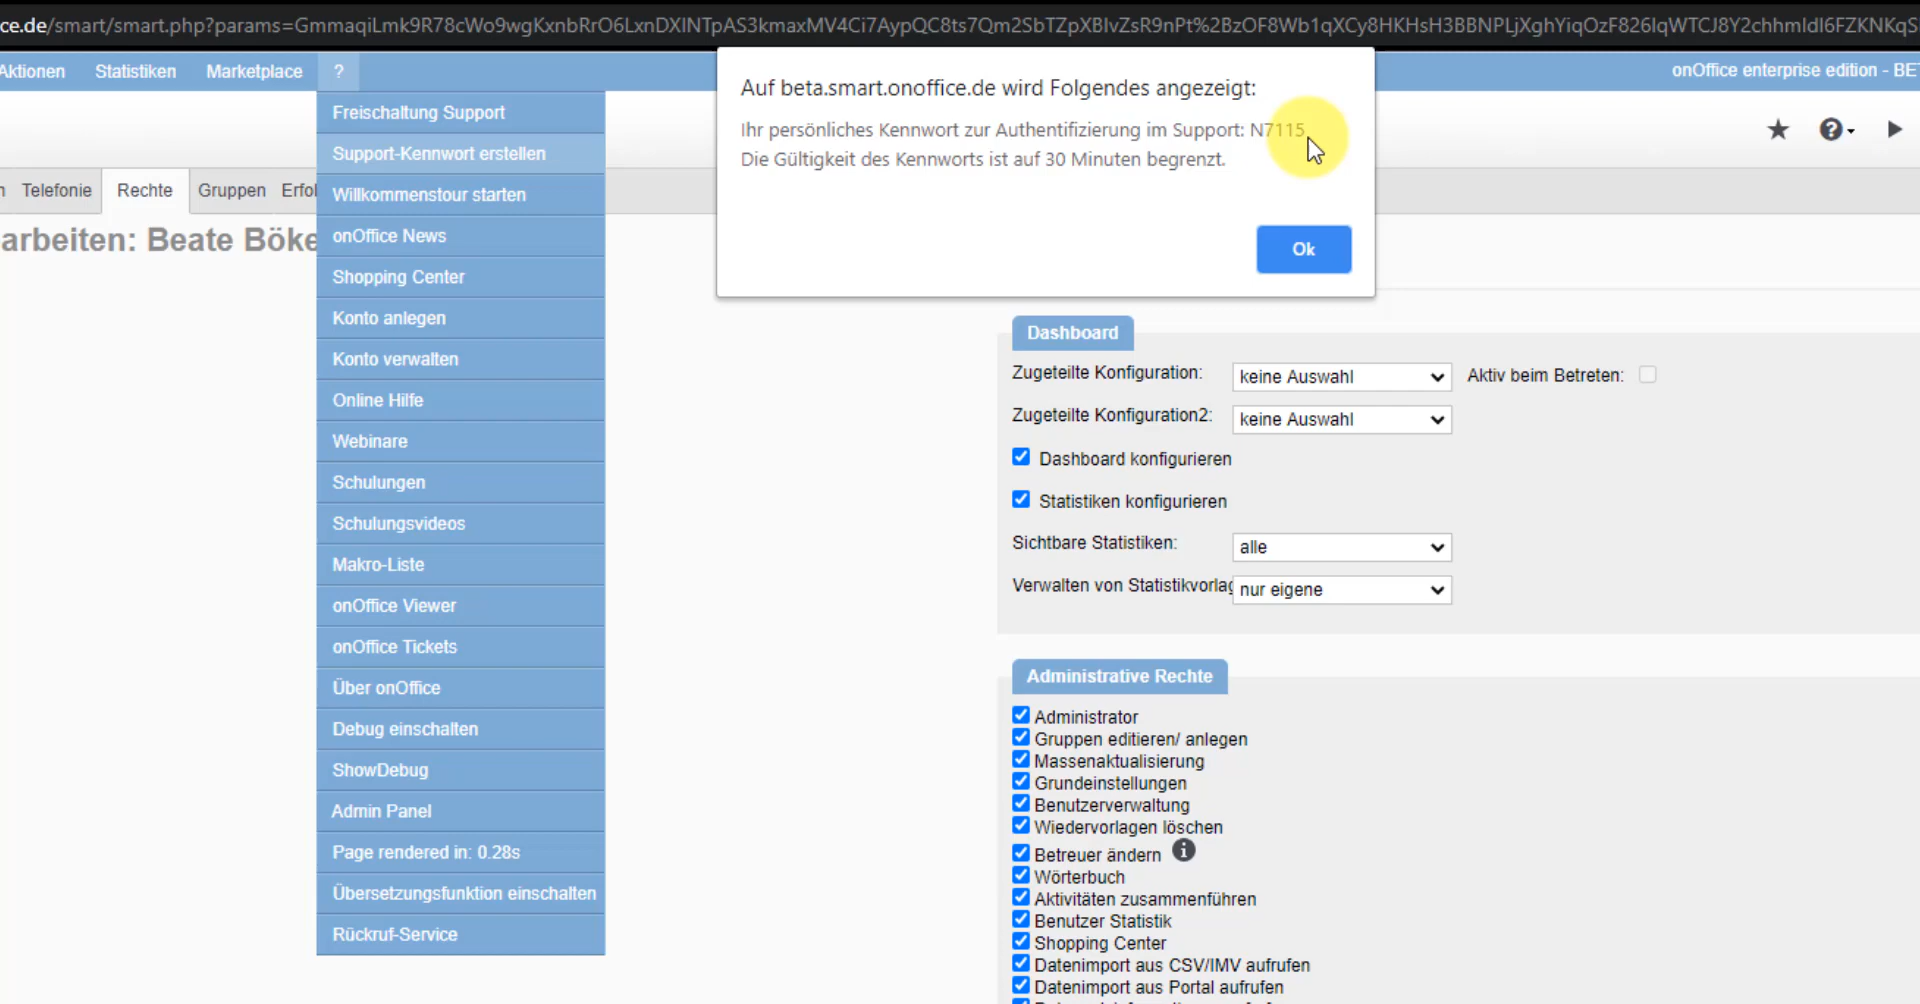 ce.de/smart/smart.php?params=GmmaqiLmk9R78cWo9wgKxnbRrO6LxnDXlNTpAS3kmaxMV4Ci7AypQC8ts7Qm2SbTZpXBlvZsR9nPt%2BzOF8Wb1qXCy8HKHsH3BBNPLjXghYiqOzF826IqWTCJ8Y2chhmIdI6FZKNKqS
Aktionen Statistiken Marketplace ?
onOffice enterprise edition - BET
Auf beta.smart.onoffice.de wird Folgendes angezeigt:
Ihr persönliches Kennwort zur Authentifizierung im Support: N7115
Die Gültigkeit des Kennworts ist auf 30 Minuten begrenzt.
Ok
n Telefonie Rechte Gruppen Erfol
arbeiten: Beate Böke
Freischaltung Support
Support-Kennwort erstellen
Willkommenstour starten
onOffice News
Shopping Center
Konto anlegen
Konto verwalten
Online Hilfe
Webinare
Schulungen
Schulungsvideos
Makro-Liste
onOffice Viewer
onOffice Tickets
Über onOffice
Debug einschalten
ShowDebug
Admin Panel
Page rendered in: 0.28s
Übersetzungsfunktion einschalten
Rückruf-Service
Dashboard
Zugeteilte Konfiguration: keine Auswahl Aktiv beim Betreten:
Zugeteilte Konfiguration2: keine Auswahl
Dashboard konfigurieren
Statistiken konfigurieren
Sichtbare Statistiken: alle
Verwalten von Statistikvorlag nur eigene
Administrative Rechte
Administrator
Gruppen editieren/ anlegen
Massenaktualisierung
Grundeinstellungen
Benutzerverwaltung
Wiedervorlagen löschen
Betreuer ändern
Wörterbuch
Aktivitäten zusammenführen
Benutzer Statistik
Shopping Center
Datenimport aus CSV/IMV aufrufen
Datenimport aus Portal aufrufen